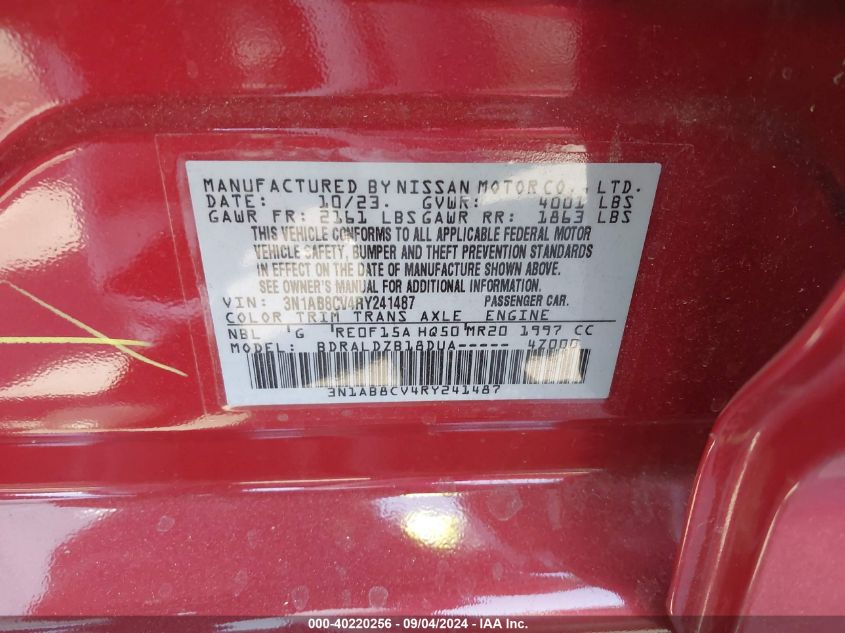 MANUFACTURED BY NISSAN MOTOR CO., LTD.
DATE: 10/23. GVWR: 4001 LBS
GAWR FR: 2161 LBS GAWR RR: 1863 LBS
THIS VEHICLE CONFORMS TO ALL APPLICABLE FEDERAL MOTOR
VEHICLE SAFETY, BUMPER AND THEFT PREVENTION STANDARDS
IN EFFECT ON THE DATE OF MANUFACTURE SHOWN ABOVE.
SEE OWNER'S MANUAL FOR ADDITIONAL INFORMATION.
VIN: 3N1AB8CV4RY241487 PASSENGER CAR.
COLOR TRIM TRANS AXLE ENGINE
NBL 'G 'RE0F15A HQ50 MR20 1997 CC
MODEL: BDRALDZB18DUA----- 4Z000
3N1AB8CV4RY241487
000-40220256 - 09/04/2024 - IAA Inc.